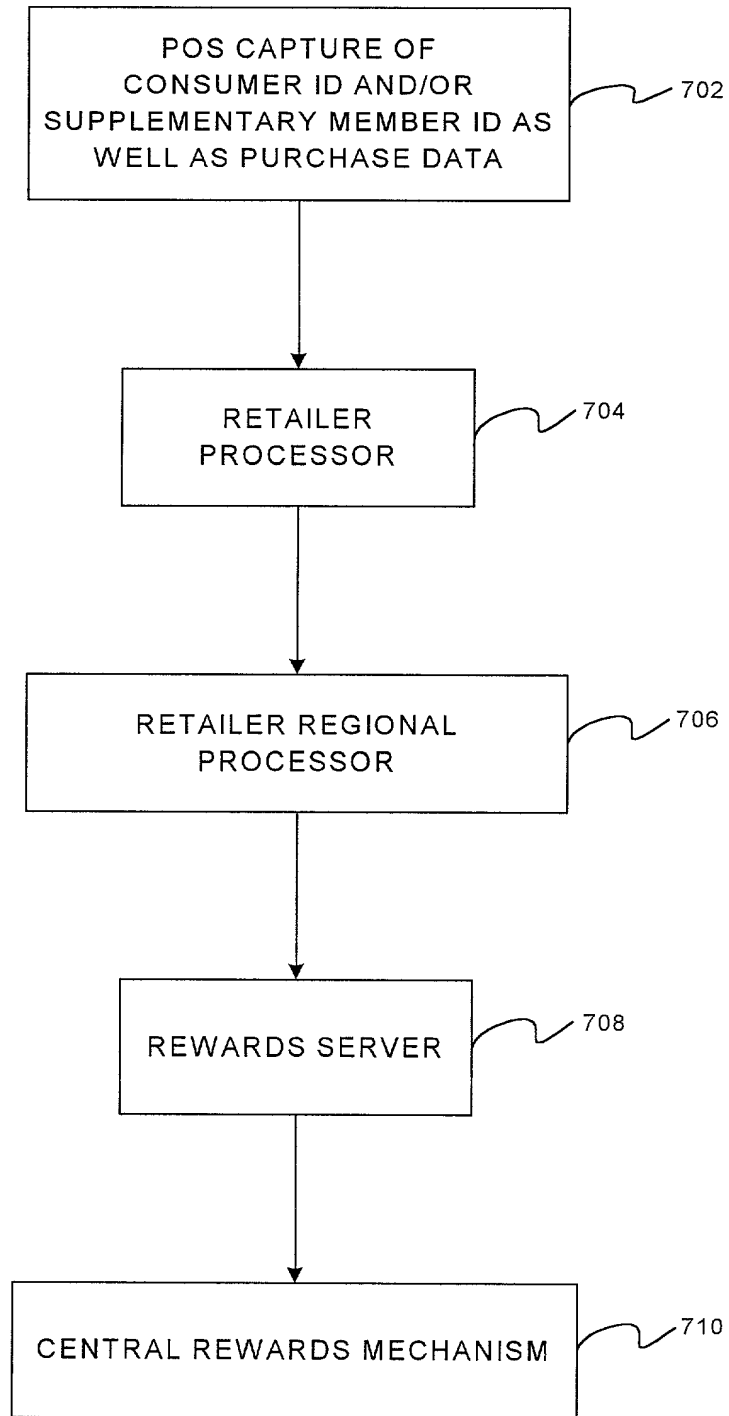 POS CAPTURE OF
CONSUMER ID AND/OR
SUPPLEMENTARY MEMBER ID AS
WELL AS PURCHASE DATA
702
RETAILER
PROCESSOR
704
RETAILER REGIONAL
PROCESSOR
706
REWARDS SERVER
708
CENTRAL REWARDS MECHANISM
710